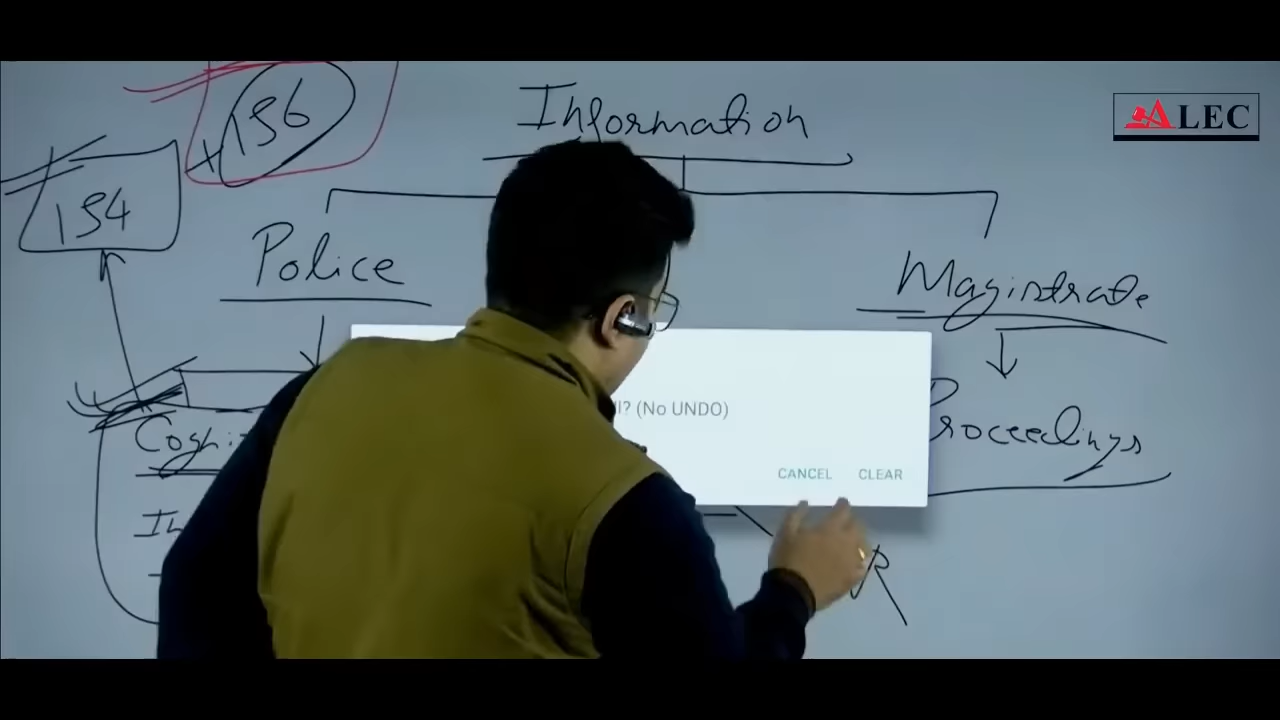 156
Information
ALEC
154
Police
Magistrate
(No UNDO)
Proceedings
CANCEL CLEAR